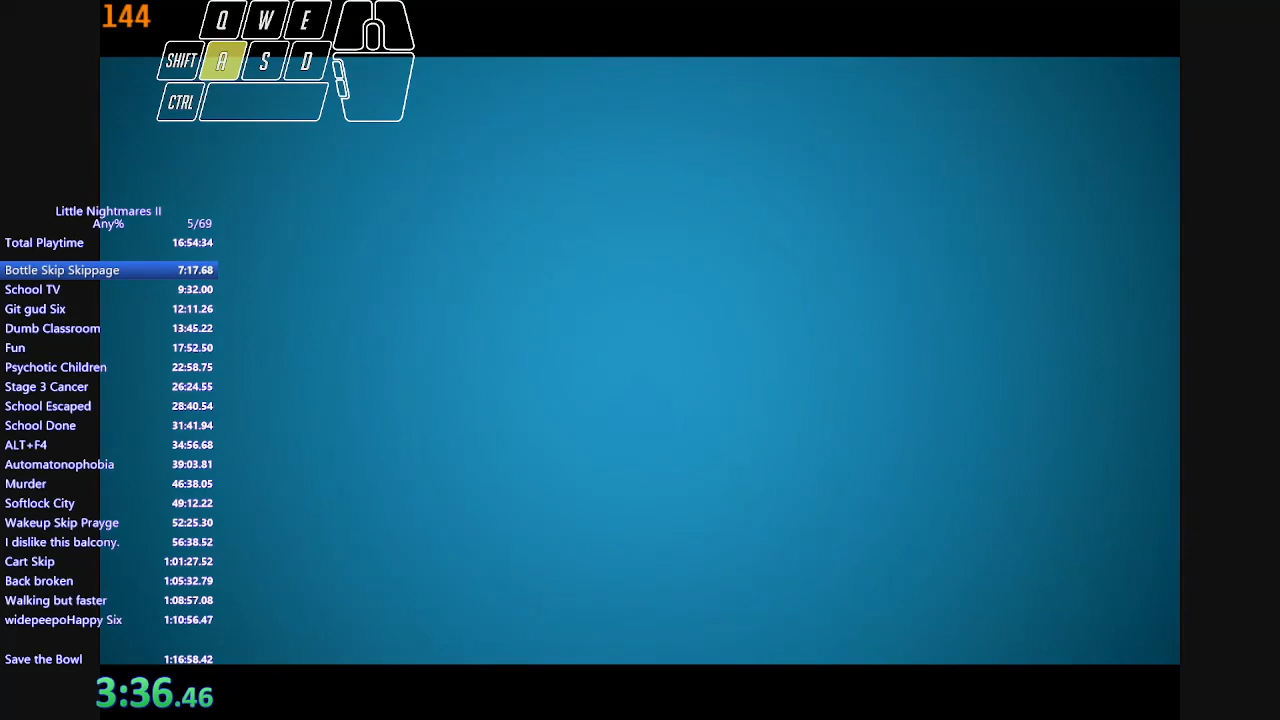 144
Q W E
SHIFT A S D
CTRL
Little Nightmares II
Any% 5/69
Total Playtime 16:54:34
Bottle Skip Skippage 7:17.68
School TV 9:32.00
Git gud Six 12:11.26
Dumb Classroom 13:45.22
Fun 17:52.50
Psychotic Children 22:58.75
Stage 3 Cancer 26:24.55
School Escaped 28:40.54
School Done 31:41.94
ALT+F4 34:56.68
Automatonophobia 39:03.81
Murder 46:38.05
Softlock City 49:12.22
Wakeup Skip Prayge 52:25.30
I dislike this balcony. 56:38.52
Cart Skip 1:01:27.52
Back broken 1:05:32.79
Walking but faster 1:08:57.08
widepeepoHappy Six 1:10:56.47
Save the Bowl 1:16:58.42
3:36.46